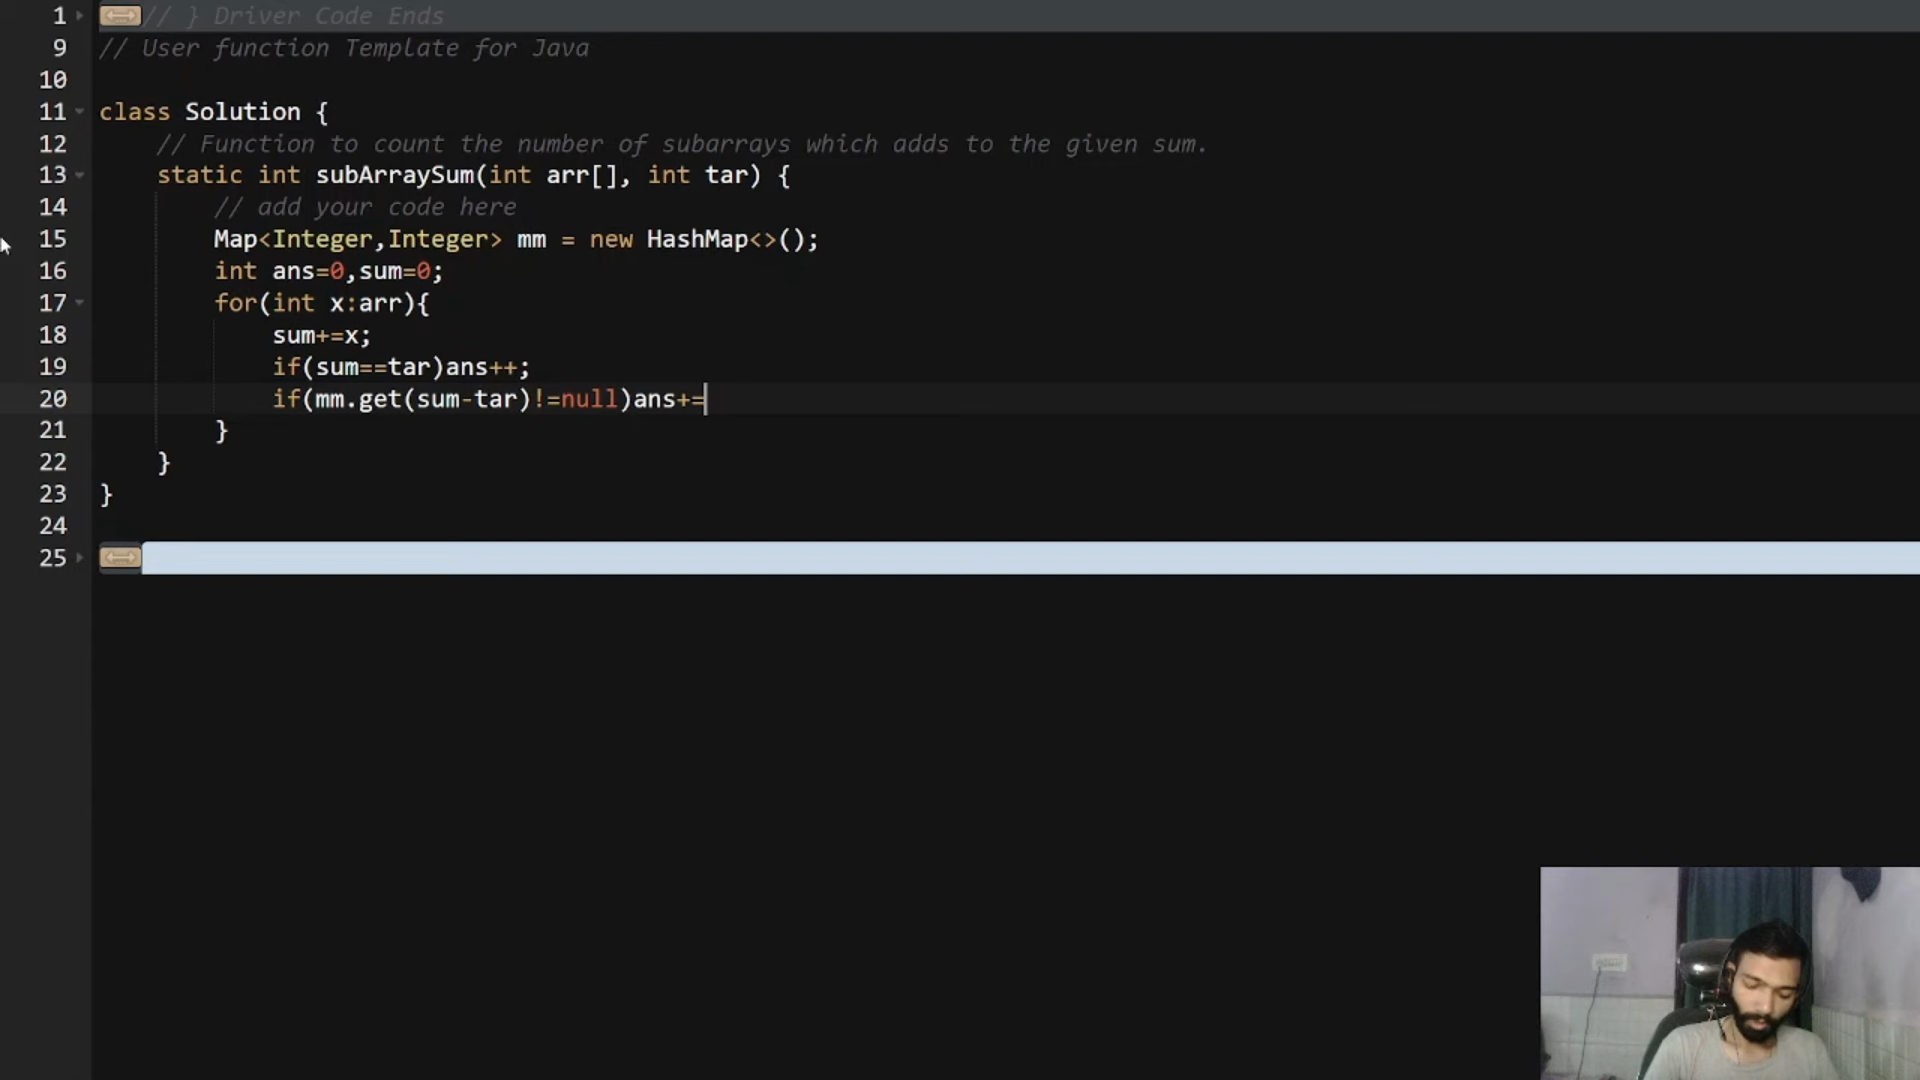 1 // } Driver Code Ends
9 // User function Template for Java
10
11 class Solution {
12 // Function to count the number of subarrays which adds to the given sum.
13 static int subArraySum(int arr[], int tar) {
14 // add your code here
15 Map<Integer,Integer> mm = new HashMap<>();
16 int ans=0,sum=0;
17 for(int x:arr){
18 sum+=x;
19 if(sum==tar)ans++;
20 if(mm.get(sum-tar)!=null)ans+=
21 }
22 }
23 }
24
25